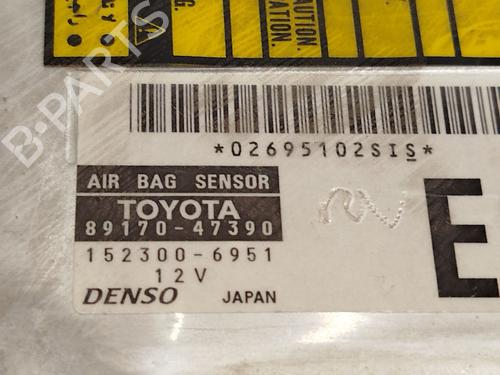 B-PARTS
CAUTION.
*02695102SIS*
AIR BAG SENSOR
TOYOTA
89170-47390
152300-6951
12V
DENSO JAPAN
E